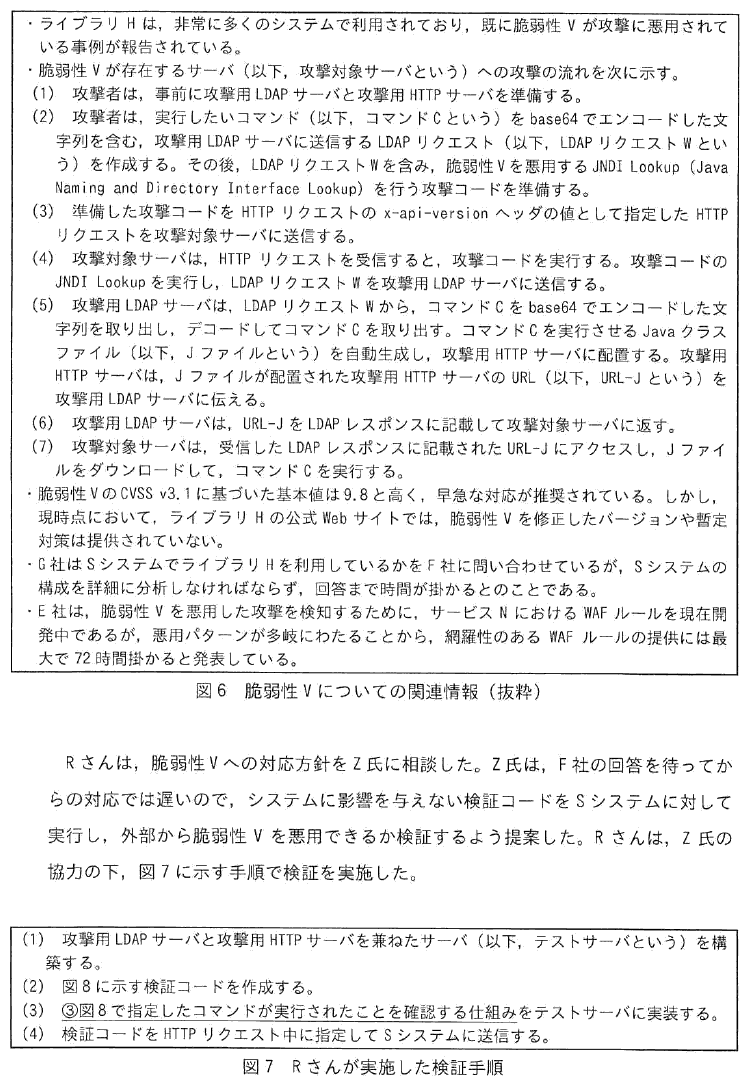 ・ライブラリHは，非常に多くのシステムで利用されており，既に脆弱性Vが攻撃に悪用されて
いる事例が報告されている。
・脆弱性Vが存在するサーバ（以下，攻撃対象サーバという）への攻撃の流れを次に示す。
(1) 攻撃者は，事前に攻撃用LDAPサーバと攻撃用HTTPサーバを準備する。
(2) 攻撃者は，実行したいコマンド（以下，コマンドCという）をbase64でエンコードした文
字列を含む，攻撃用LDAPサーバに送信するLDAPリクエスト（以下，LDAPリクエストWとい
う）を作成する。その後，LDAPリクエストWを含み，脆弱性Vを悪用するJNDI Lookup（Java
Naming and Directory Interface Lookup）を行う攻撃コードを準備する。
(3) 準備した攻撃コードをHTTPリクエストのx-api-versionヘッダの値として指定したHTTP
リクエストを攻撃対象サーバに送信する。
(4) 攻撃対象サーバは，HTTPリクエストを受信すると，攻撃コードを実行する。攻撃コードの
JNDI Lookupを実行し，LDAPリクエストWを攻撃用LDAPサーバに送信する。
(5) 攻撃用LDAPサーバは，LDAPリクエストWから，コマンドCをbase64でエンコードした文
字列を取り出し，デコードしてコマンドCを取り出す。コマンドCを実行させるJavaクラス
ファイル（以下，Jファイルという）を自動生成し，攻撃用HTTPサーバに配置する。攻撃用
HTTPサーバは，Jファイルが配置された攻撃用HTTPサーバのURL（以下，URL-Jという）を
攻撃用LDAPサーバに伝える。
(6) 攻撃用LDAPサーバは，URL-JをLDAPレスポンスに記載して攻撃対象サーバに返す。
(7) 攻撃対象サーバは，受信したLDAPレスポンスに記載されたURL-Jにアクセスし，Jファイ
ルをダウンロードして，コマンドCを実行する。
・脆弱性VのCVSS v3.1に基づいた基本値は9.8と高く，早急な対応が推奨されている。しかし，
現時点において，ライブラリHの公式Webサイトでは，脆弱性Vを修正したバージョンや暫定
対策は提供されていない。
・G社はSシステムでライブラリHを利用しているかをF社に問い合わせているが，Sシステムの
構成を詳細に分析しなければならず，回答まで時間が掛かるとのことである。
・E社は，脆弱性Vを悪用した攻撃を検知するために，サービスNにおけるWAFルールを現在開
発中であるが，悪用パターンが多岐にわたることから，網羅性のあるWAFルールの提供には最
大で72時間掛かると発表している。
図6 脆弱性Vについての関連情報（抜粋）
Rさんは，脆弱性Vへの対応方針をZ氏に相談した。Z氏は，F社の回答を待ってか
らの対応では遅いので，システムに影響を与えない検証コードをSシステムに対して
実行し，外部から脆弱性Vを悪用できるか検証するよう提案した。Rさんは，Z氏の
協力の下，図7に示す手順で検証を実施した。
(1) 攻撃用LDAPサーバと攻撃用HTTPサーバを兼ねたサーバ（以下，テストサーバという）を構
築する。
(2) 図8に示す検証コードを作成する。
(3) ③図8で指定したコマンドが実行されたことを確認する仕組みをテストサーバに実装する。
(4) 検証コードをHTTPリクエスト中に指定してSシステムに送信する。
図7 Rさんが実施した検証手順